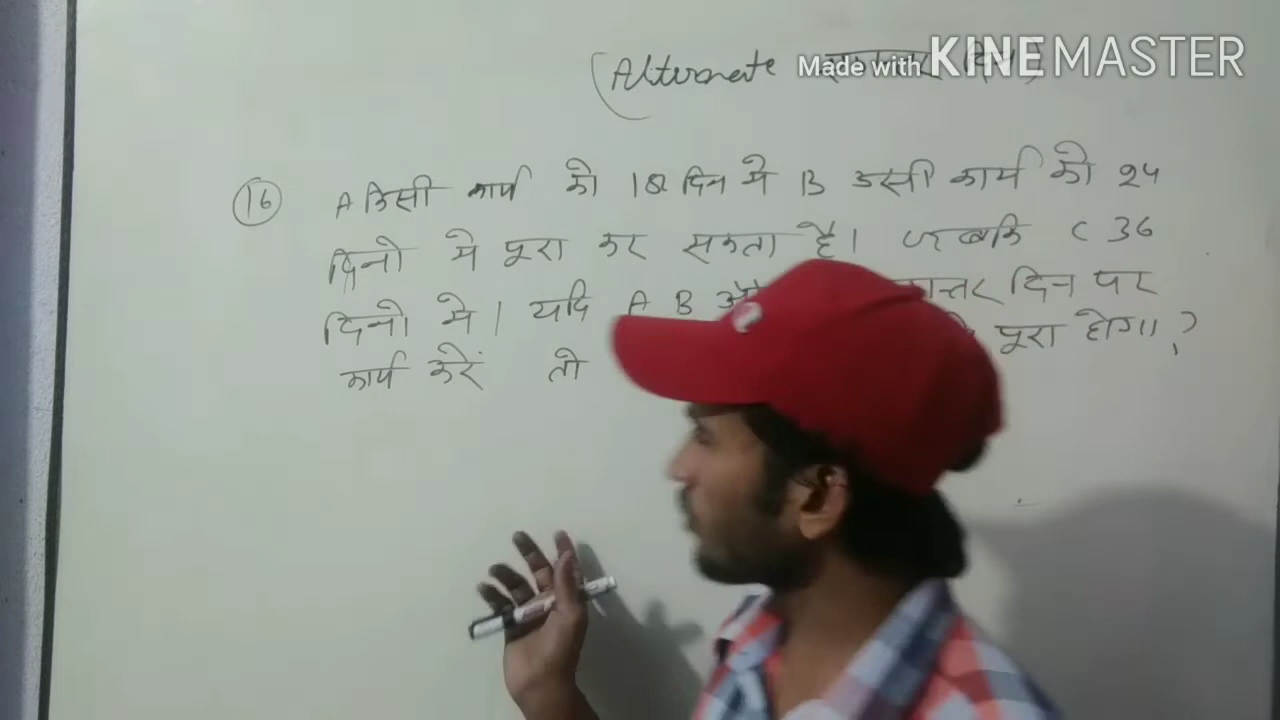 (Alternate
Made with KINEMASTER
16 A किसी कार्य को 18 दिन मे B उसी कार्य को 24
दिनो मे पूरा कर सकता है। जबकि C 36
दिनो मे। यदि A B दिन पर
कार्य करें तो पूरा होगा?